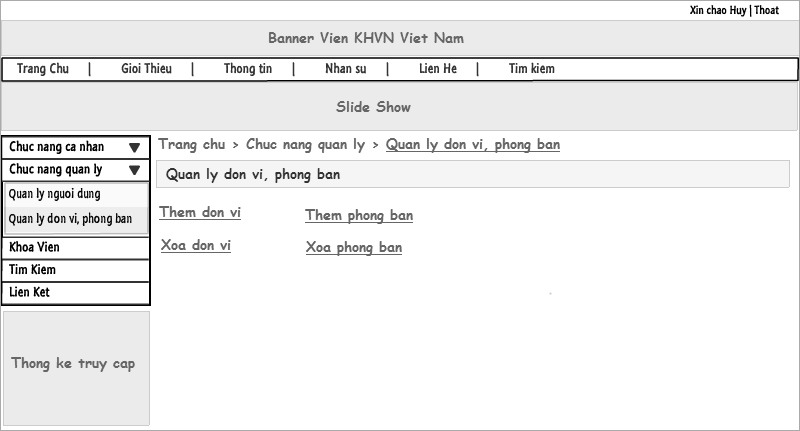 Xin chao Huy | Thoat
Banner Vien KHVN Viet Nam
Trang Chu | Gioi Thieu | Thong tin | Nhan su | Lien He | Tim kiem
Slide Show
Chuc nang ca nhan
Chuc nang quan ly
Quan ly nguoi dung
Quan ly don vi, phong ban
Khoa Vien
Tim Kiem
Lien Ket
Thong ke truy cap
Trang chu > Chuc nang quan ly > Quan ly don vi, phong ban
Quan ly don vi, phong ban
Them don vi Them phong ban
Xoa don vi Xoa phong ban